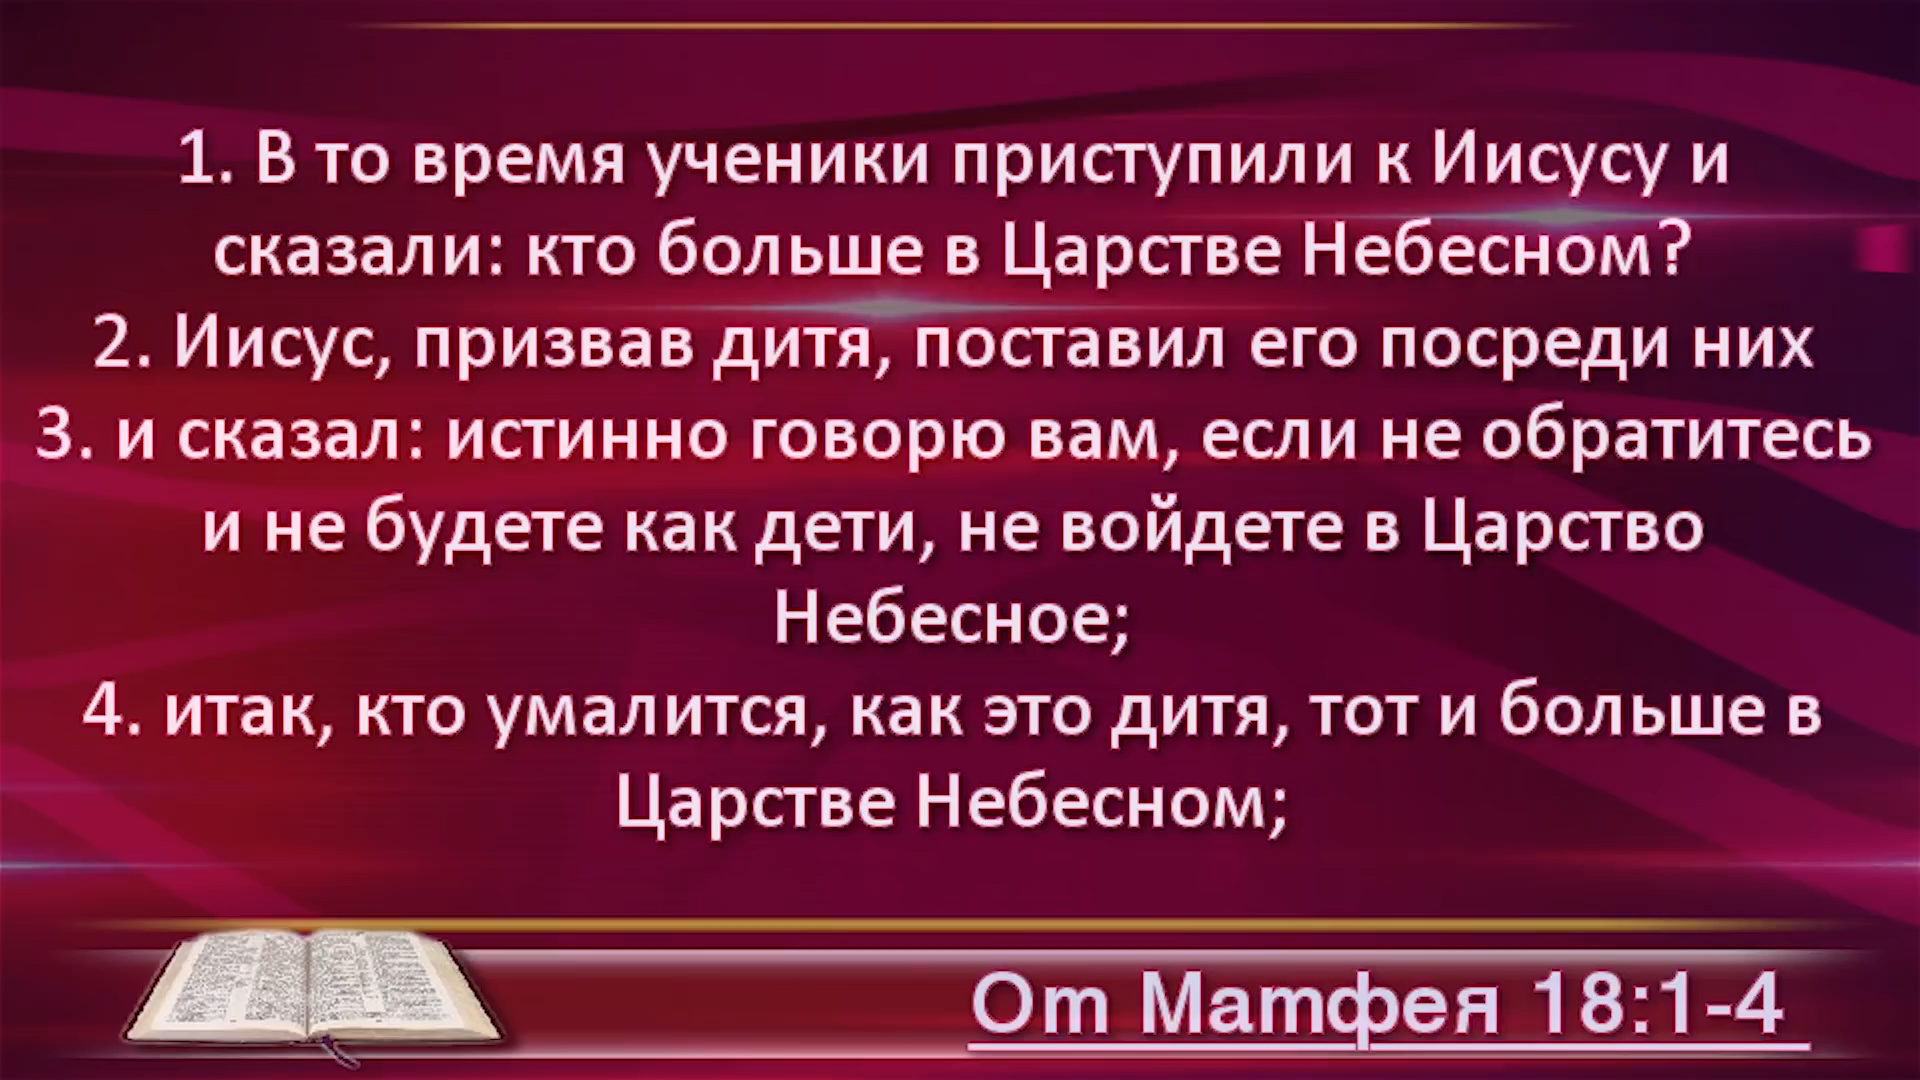 1. В то время ученики приступили к Иисусу и
сказали: кто больше в Царстве Небесном?
2. Иисус, призвав дитя, поставил его посреди них
3. и сказал: истинно говорю вам, если не обратитесь
и не будете как дети, не войдете в Царство
Небесное;
4. итак, кто умалится, как это дитя, тот и больше в
Царстве Небесном;
От Матфея 18:1-4